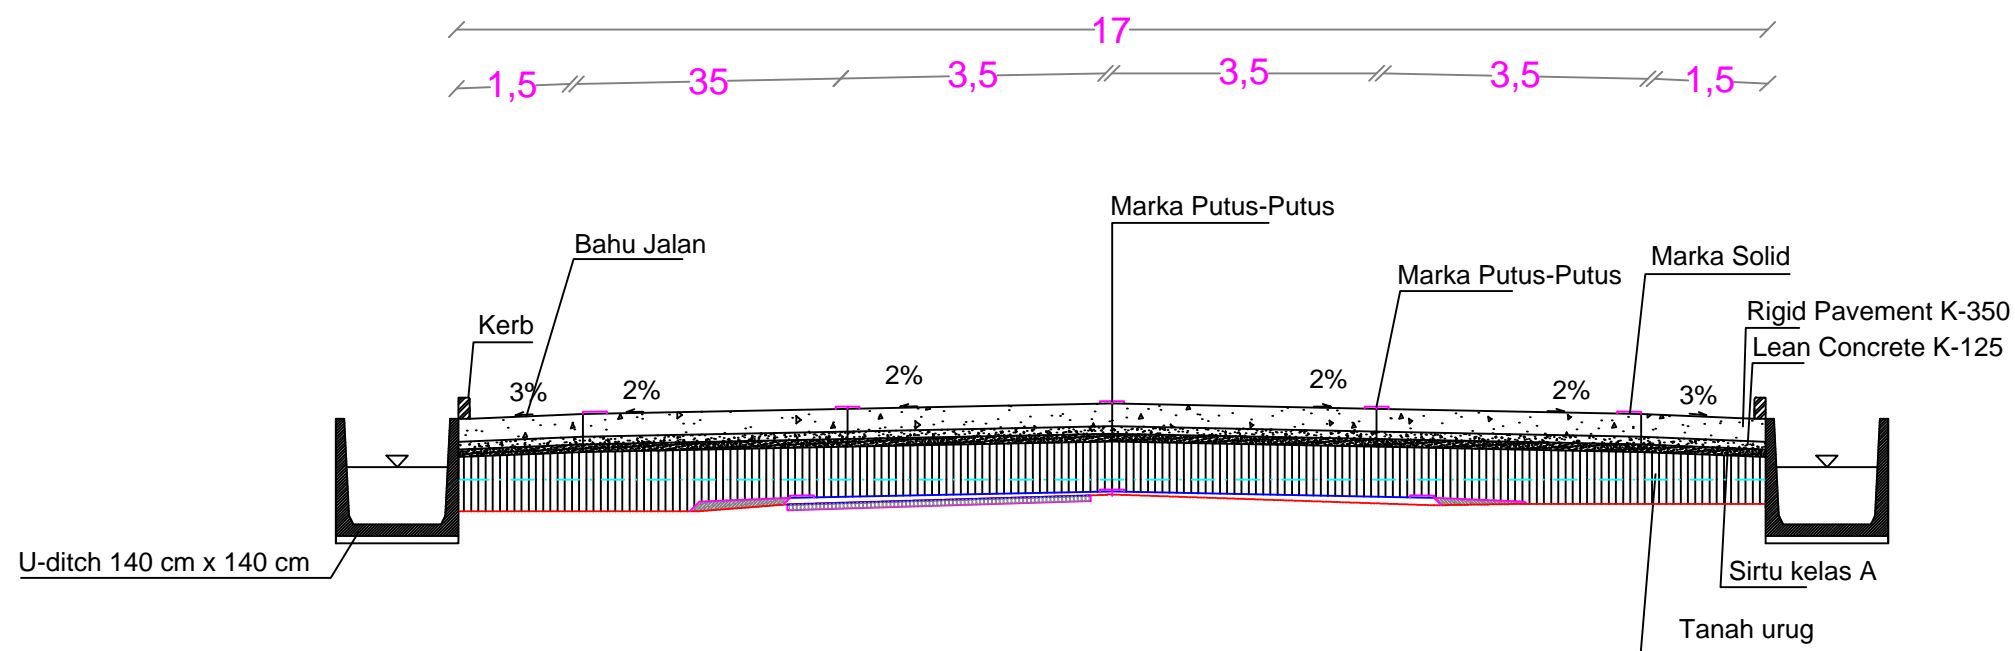 17
1,5
35
3,5
3,5
3,5
1,5
Marka Putus-Putus
Bahu Jalan
Marka Solid
Marka Putus-Putus
Kerb
Rigid Pavement K-350
Lean Concrete K-125
3%
2%
2%
2%
2%
3%
U-ditch 140 cm x 140 cm
Sirtu kelas A
Tanah urug